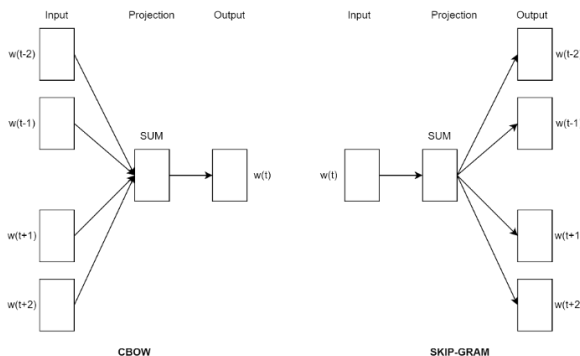 Input Projection Output Input Projection Output
w(t-2) w(t-2
w(t-1) w(t-1
SUM SUM
w(t) w(t)
w(t+1) w(t+1
w(t+2) w(t+2
CBOW SKIP-GRAM